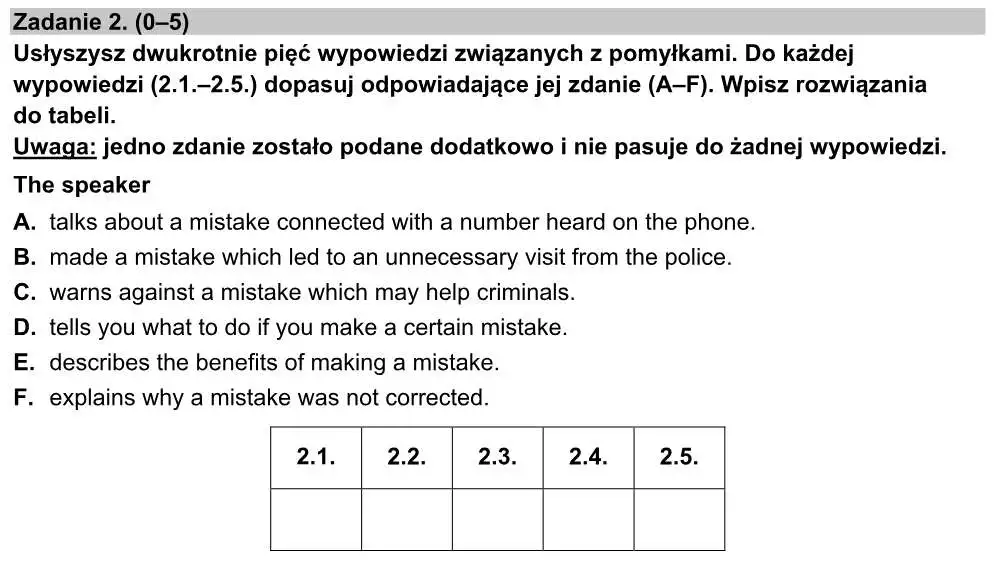 Zadanie 2. (0–5)
Usłyszysz dwukrotnie pięć wypowiedzi związanych z pomyłkami. Do każdej
wypowiedzi (2.1.–2.5.) dopasuj odpowiadające jej zdanie (A–F). Wpisz rozwiązania
do tabeli.
Uwaga: jedno zdanie zostało podane dodatkowo i nie pasuje do żadnej wypowiedzi.
The speaker
A. talks about a mistake connected with a number heard on the phone.
B. made a mistake which led to an unnecessary visit from the police.
C. warns against a mistake which may help criminals.
D. tells you what to do if you make a certain mistake.
E. describes the benefits of making a mistake.
F. explains why a mistake was not corrected.
2.1. 2.2. 2.3. 2.4. 2.5.